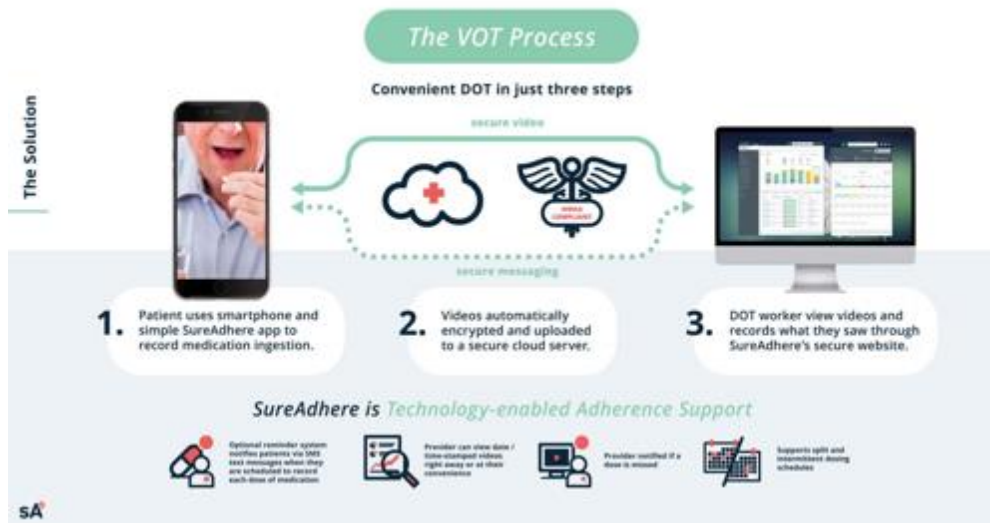 The VOT Process
Convenient DOT in just three steps
The Solution
secure video
HIPAA
COMPLIANT
secure messaging
1. Patient uses smartphone and
simple SureAdhere app to
record medication ingestion.
2. Videos automatically
encrypted and uploaded
to a secure cloud server.
3. DOT worker view videos and
records what they saw through
SureAdhere's secure website.
SureAdhere is Technology-enabled Adherence Support
Optional reminder system
notifies patients via SMS
text messages when they
are scheduled to record
each dose of medication
Provider can view date /
time-stamped videos
right away or at their
convenience
Provider notified if a
dose is missed
Supports split and
intermittent dosing
schedules
sA